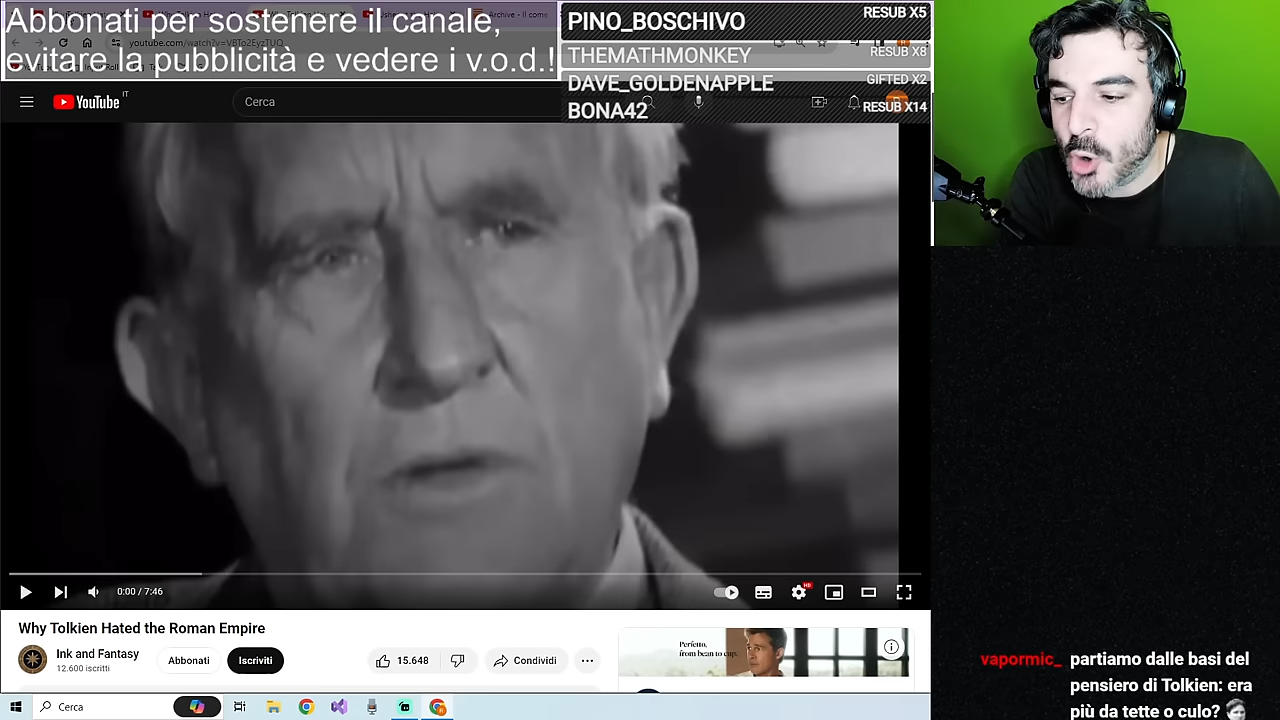 Abbonati per sostenere il canale,
evitare la pubblicità e vedere i v.o.d.!
PINO_BOSCHIVO RESUB X5
THEMATHMONKEY RESUB X8
DAVE_GOLDENAPPLE GIFTED X2
BONA42 RESUB X14
YouTube IT
Cerca
0:00 / 7:46
HD
Why Tolkien Hated the Roman Empire
Ink and Fantasy
12.600 iscritti
Abbonati
Iscriviti
15.648
Condividi
Perfetto,
from bean to cup.
Cerca
vapormic_ partiamo dalle basi del
pensiero di Tolkien: era
più da tette o culo?